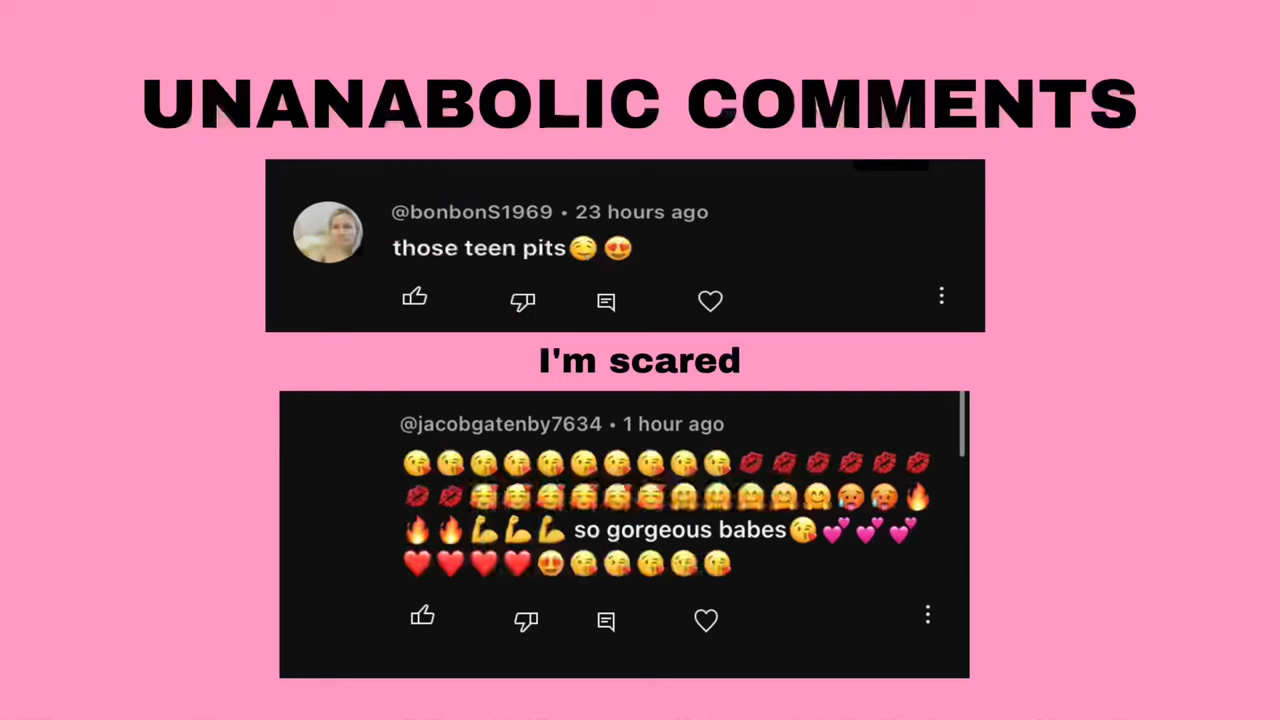 UNANABOLIC COMMENTS
@bonbonS1969 • 23 hours ago
those teen pits🤤😍
I'm scared
@jacobgatenby7634 • 1 hour ago
😘😘😘😘😘😘😘😘😘😘💋💋💋💋💋💋
💋💋🥰🥰🥰🥰🥰🥰🤗🤗🤗🤗🤗🥵🥵🔥
🔥🔥💪💪💪 so gorgeous babes😘💕💕💕
❤️❤️❤️❤️😍😘😘😘😘😘